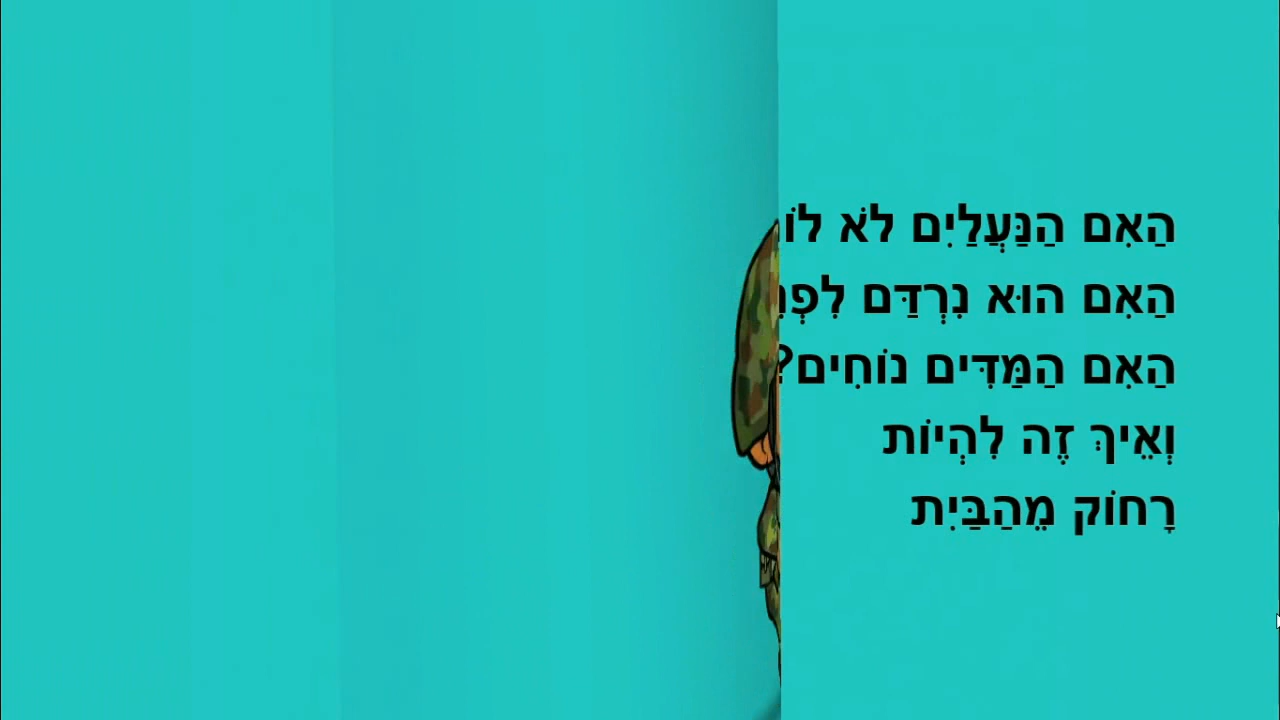 הַאִם הַנַּעֲלַיִם לֹא
הַאִם הוּא נִרְדַּם
הַאִם הַמַּדִּים נוֹחִים?
וְאֵיךְ זֶה לִהְיוֹת
רָחוֹק מֵהַבַּיִת